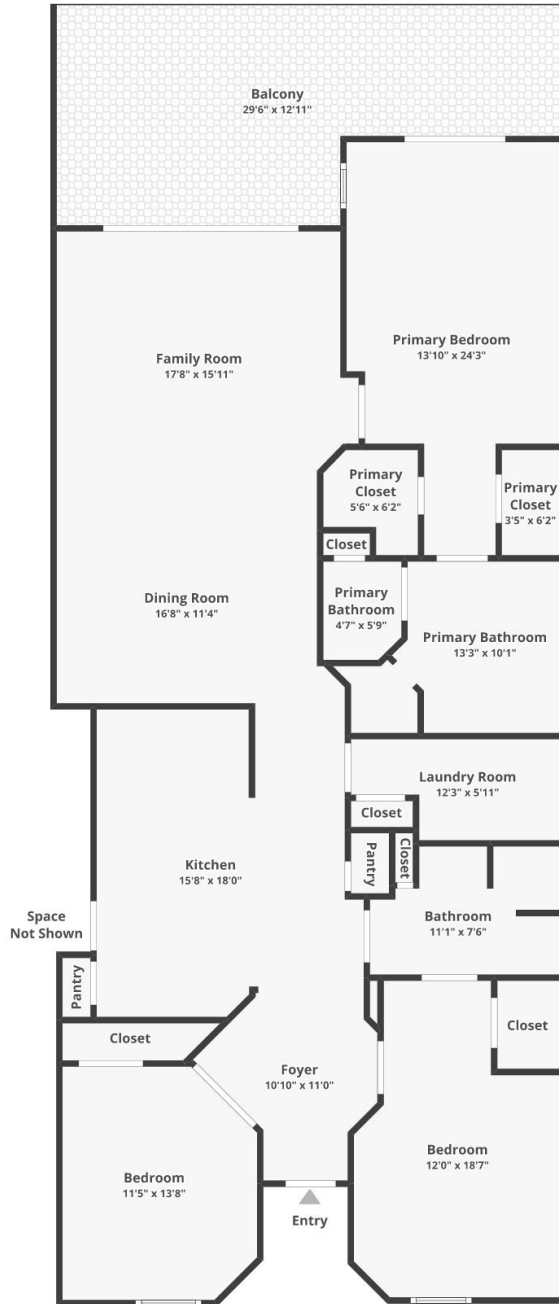 Balcony
29'6" x 12'11"
Family Room
17'8" x 15'11"
Primary Bedroom
13'10" x 24'3"
Primary
Closet
5'6" x 6'2"
Primary
Closet
3'5" x 6'2"
Closet
Dining Room
16'8" x 11'4"
Primary
Bathroom
4'7" x 5'9"
Primary Bathroom
13'3" x 10'1"
Laundry Room
12'3" x 5'11"
Closet
Kitchen
15'8" x 18'0"
Pantry
Closet
Space
Not Shown
Bathroom
11'1" x 7'6"
Pantry
Closet
Closet
Foyer
10'10" x 11'0"
Bedroom
11'5" x 13'8"
Bedroom
12'0" x 18'7"
Entry